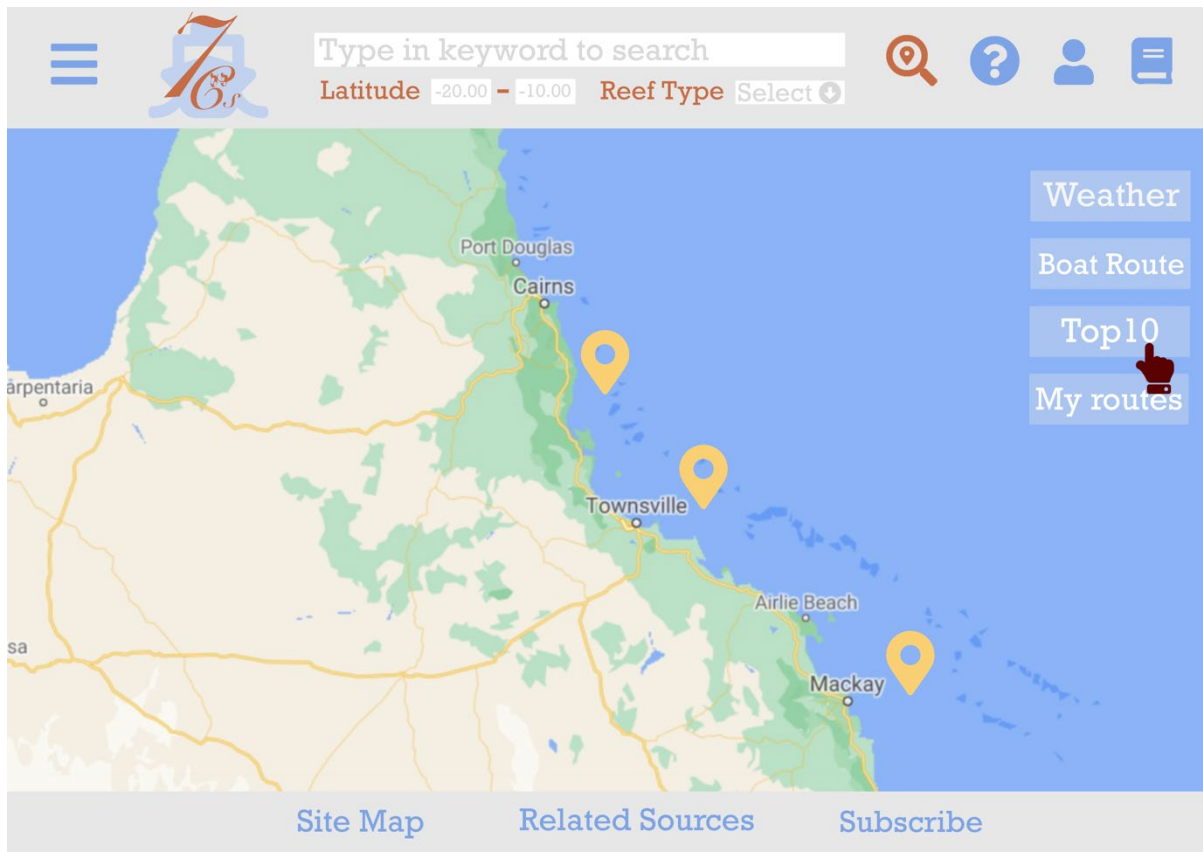 7Cs
Type in keyword to search
Latitude -20.00 - -10.00 Reef Type Select
?
Weather
Port Douglas
Boat Route
Cairns
Top10
arpentaria
My routes
Townsville
Airlie Beach
sa
Mackay
Site Map Related Sources Subscribe